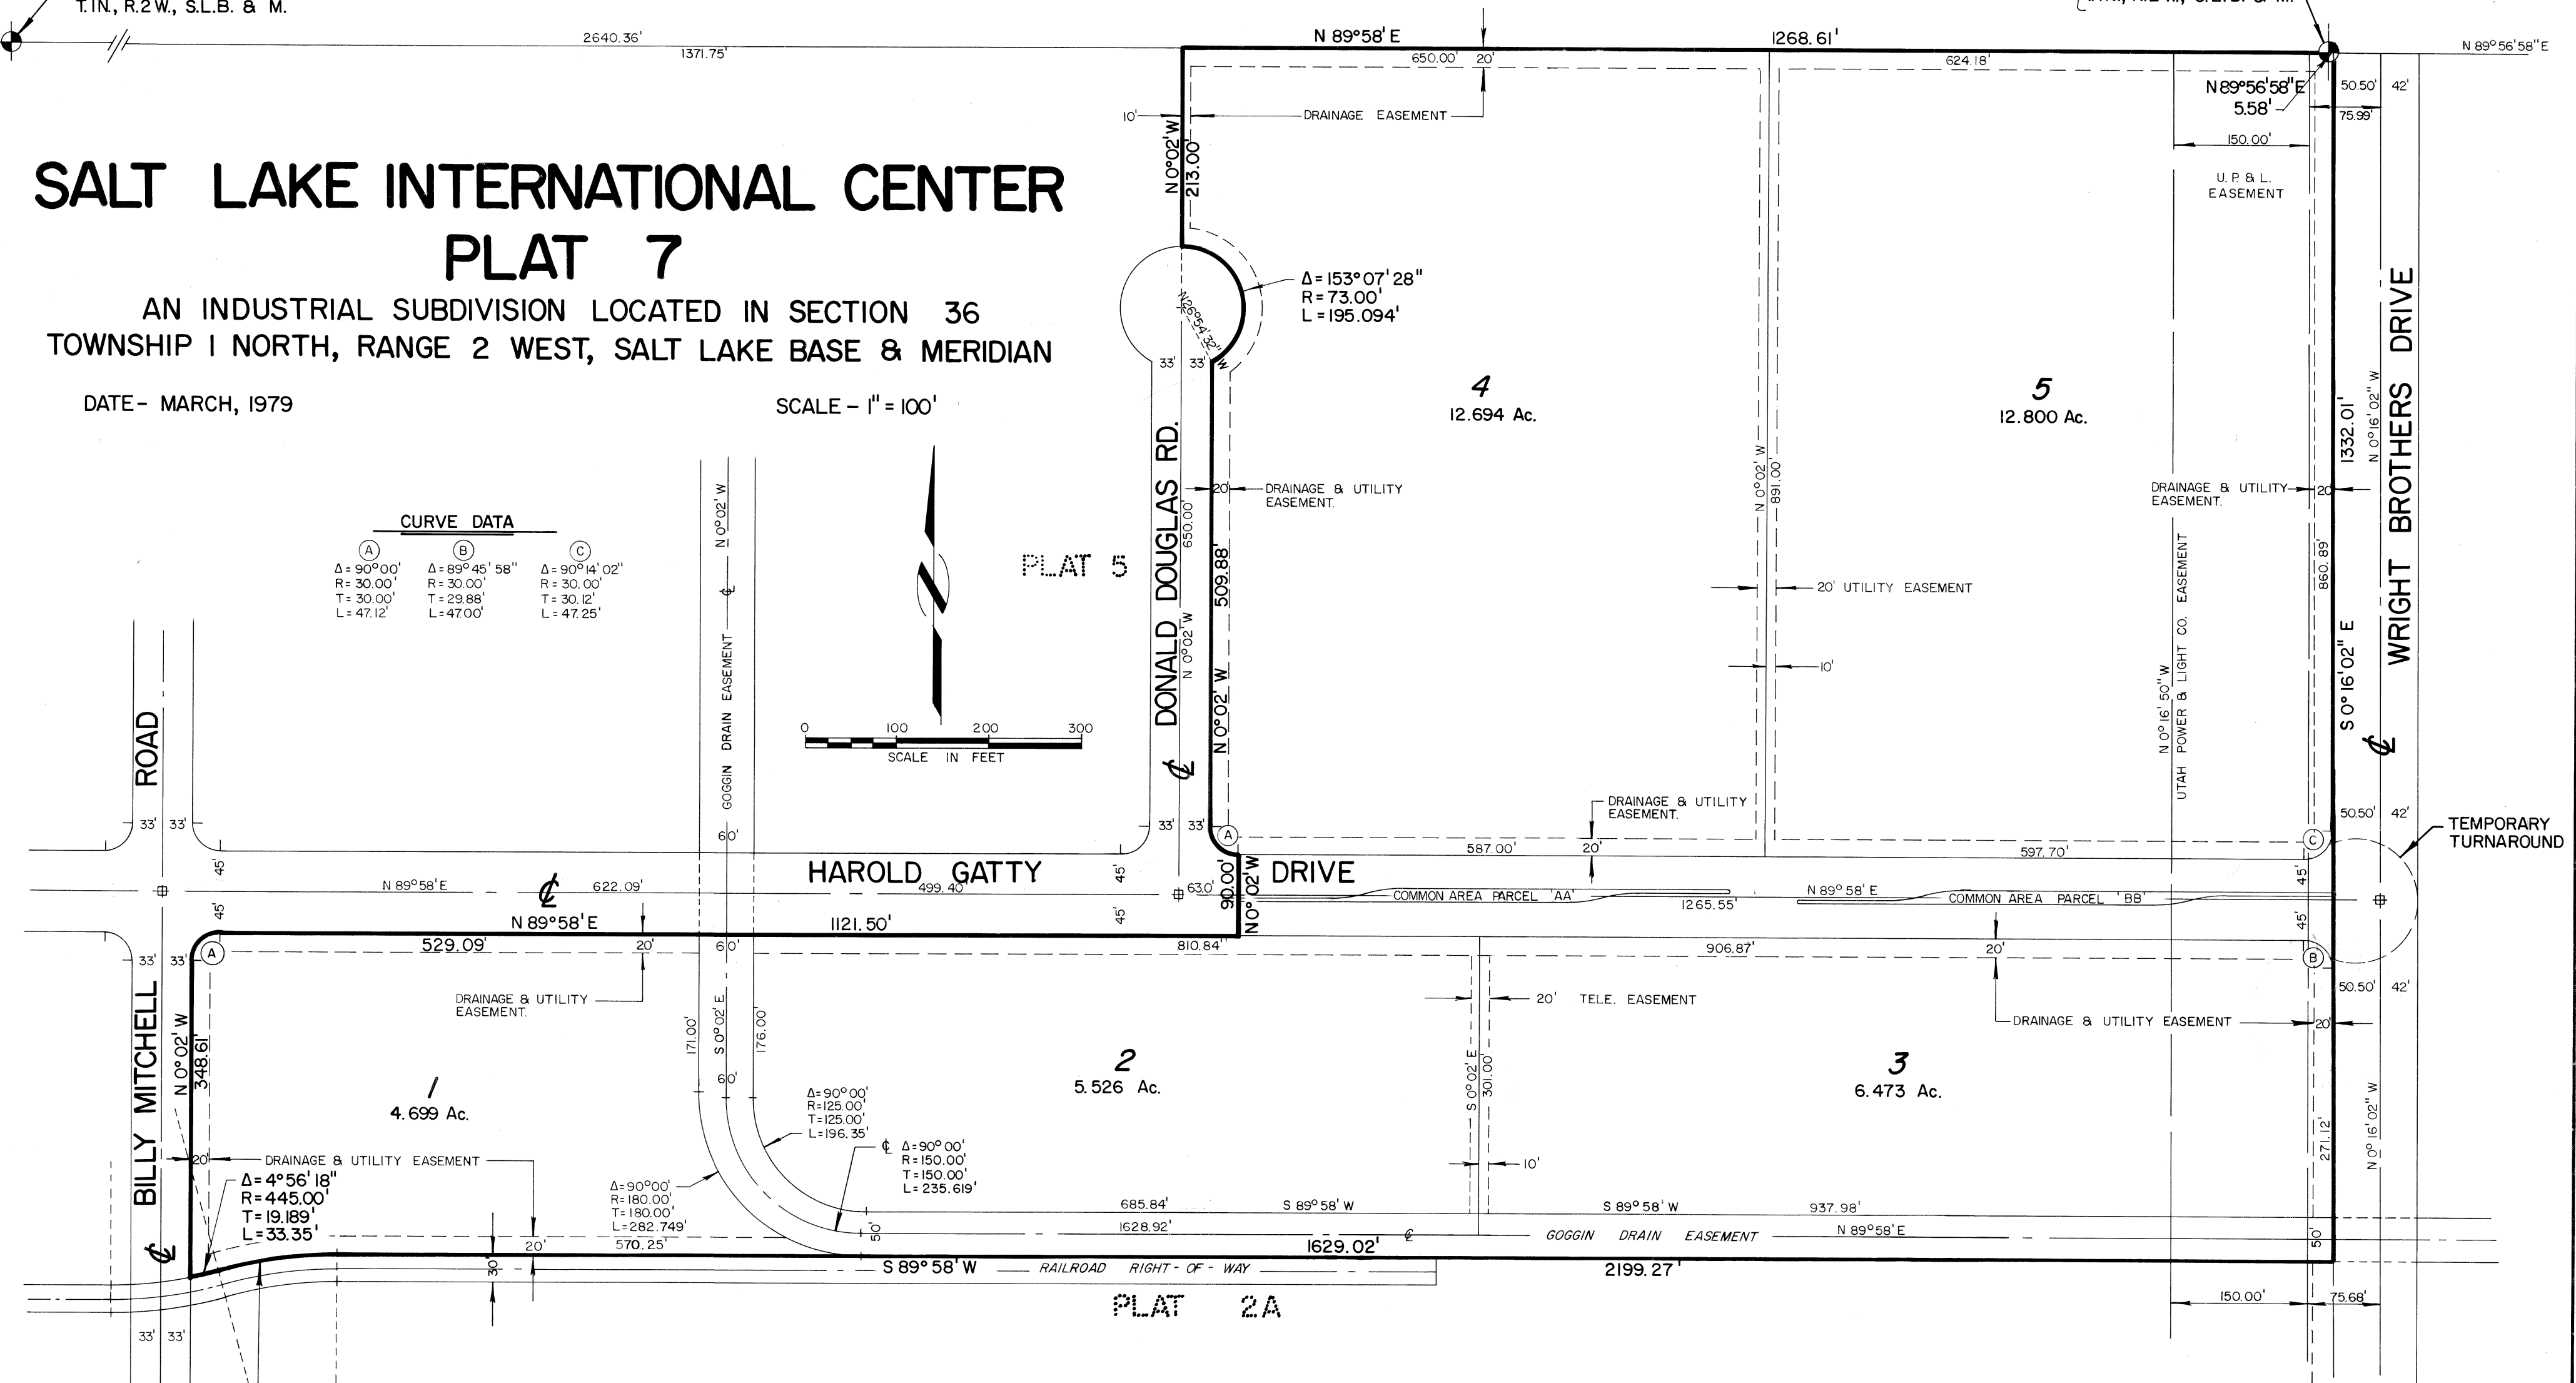 T.1N., R.2W., S.L.B. & M.
2640.36'
1371.75'
N 89°58' E
1268.61'
N 89°56'58" E
650.00'
20'
624.18'
N 89°56'58" E
5.58'
50.50'
42'
75.99'
150.00'
U. P. & L.
EASEMENT
10'
DRAINAGE EASEMENT
N 0°02' W
213.00'
SALT LAKE INTERNATIONAL CENTER
PLAT 7
AN INDUSTRIAL SUBDIVISION LOCATED IN SECTION 36
TOWNSHIP 1 NORTH, RANGE 2 WEST, SALT LAKE BASE & MERIDIAN
DATE- MARCH, 1979
SCALE - 1" = 100'
Δ=153°07'28"
R=73.00'
L=195.094'
N26°54'32" W
33'
33'
4
12.694 Ac.
5
12.800 Ac.
CURVE DATA
A
B
C
Δ=90°00'
Δ=89°45'58"
Δ=90°14'02"
R=30.00'
R=30.00'
R=30.00'
T=30.00'
T=29.88'
T=30.12'
L=47.12'
L=47.00'
L=47.25'
N 0°02' W
GOGGIN DRAIN EASEMENT
℄
60'
PLAT 5
DONALD DOUGLAS RD.
℄
650.00'
N 0°02' W
509.88'
N 0°02' W
20'
DRAINAGE & UTILITY
EASEMENT.
N 0°02' W
891.00'
20' UTILITY EASEMENT
10'
DRAINAGE & UTILITY
EASEMENT.
20'
N 0°16'50" W
UTAH POWER & LIGHT CO. EASEMENT
860.89'
1332.01'
S 0°16'02" E
N 0°16'02" W
WRIGHT BROTHERS DRIVE
℄
0
100
200
300
SCALE IN FEET
ROAD
33'
33'
33'
33'
A
DRAINAGE & UTILITY
EASEMENT.
587.00'
20'
597.70'
50.50'
42'
C
TEMPORARY
TURNAROUND
45'
45'
HAROLD GATTY
DRIVE
N 89°58' E
℄
622.09'
499.40'
63.0'
90.00'
N0°02'W
COMMON AREA PARCEL 'AA'
1265.55'
N 89°58' E
COMMON AREA PARCEL 'BB'
45'
45'
45'
45'
N 89°58' E
1121.50'
A
33'
33'
529.09'
20'
60'
810.84'
906.87'
20'
B
50.50'
42'
DRAINAGE & UTILITY
EASEMENT.
171.00'
S 0°02' E
176.00'
60'
20' TELE. EASEMENT
DRAINAGE & UTILITY EASEMENT
20'
BILLY MITCHELL
℄
N 0°02' W
348.61'
1
4.699 Ac.
2
5.526 Ac.
S 0°02' E
301.00'
3
6.473 Ac.
N 0°16'02" W
271.12'
Δ=90°00'
R=125.00'
T=125.00'
L=196.35'
℄ Δ=90°00'
R=150.00'
T=150.00'
L=235.619'
20'
DRAINAGE & UTILITY EASEMENT
Δ=4°56'18"
R=445.00'
T=19.189'
L=33.35'
Δ=90°00'
R=180.00'
T=180.00'
L=282.749'
10'
685.84'
S 89°58' W
S 89°58' W
937.98'
1628.92'
℄
GOGGIN DRAIN EASEMENT
N 89°58' E
50'
50'
20'
570.25'
1629.02'
30'
S 89°58' W
RAILROAD RIGHT-OF-WAY
2199.27'
PLAT 2A
150.00'
75.68'
33'
33'